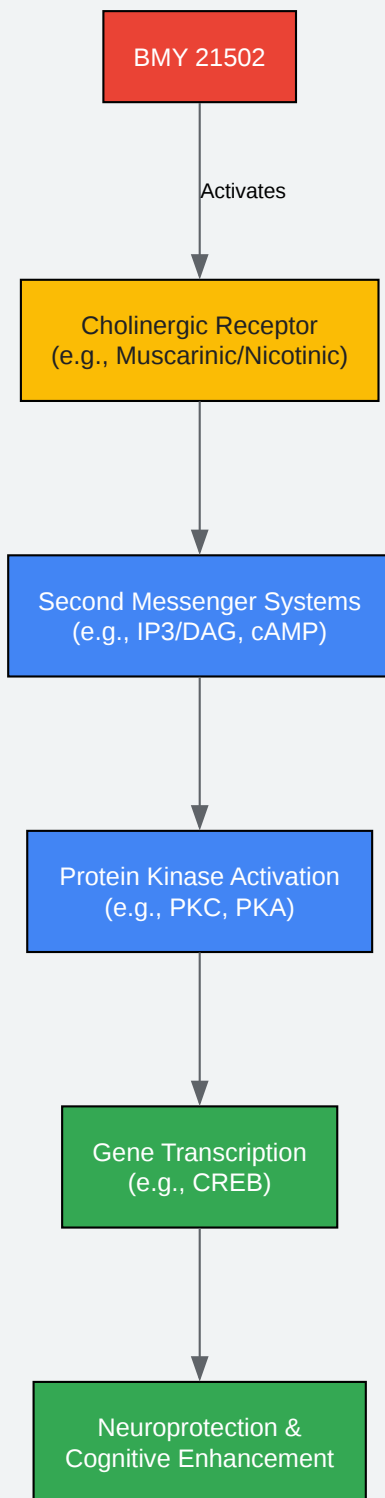 BMY 21502
Activates
Cholinergic Receptor
(e.g., Muscarinic/Nicotinic)
Second Messenger Systems
(e.g., IP3/DAG, cAMP)
Protein Kinase Activation
(e.g., PKC, PKA)
Gene Transcription
(e.g., CREB)
Neuroprotection &
Cognitive Enhancement